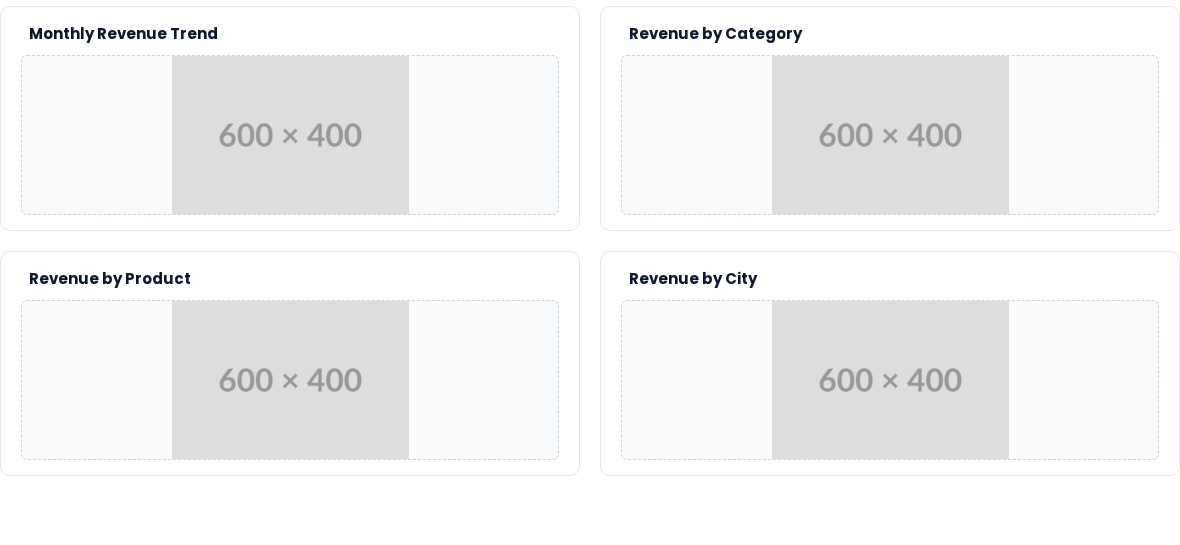 Monthly Revenue Trend
600 × 400
Revenue by Category
600 × 400
Revenue by Product
600 × 400
Revenue by City
600 × 400